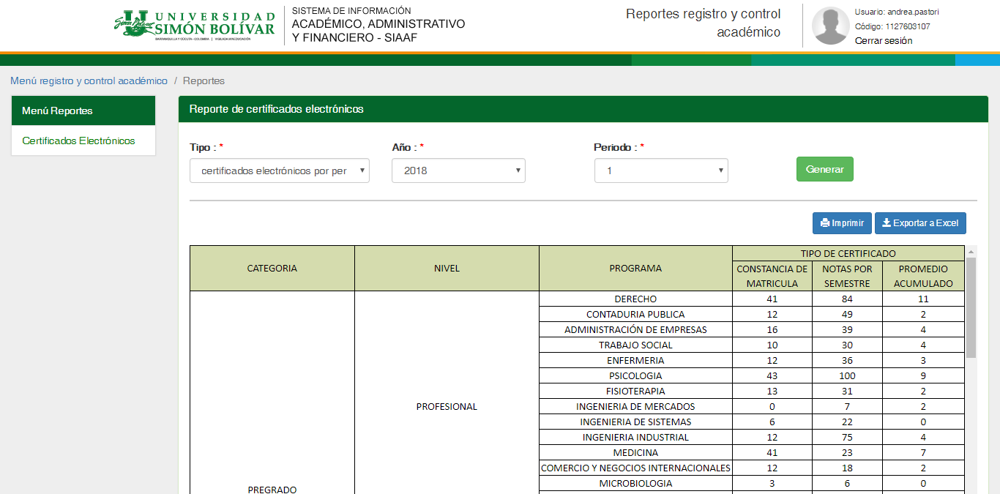 UNIVERSIDAD
SIMÓN BOLÍVAR
BARRANQUILLA Y CÚCUTA - COLOMBIA | VIGILADA MINEDUCACIÓN
SISTEMA DE INFORMACIÓN
ACADÉMICO, ADMINISTRATIVO
Y FINANCIERO - SIAAF
Reportes registro y control
académico
Usuario: andrea.pastori
Código: 1127603107
Cerrar sesión
Menú registro y control académico / Reportes
Menú Reportes
Certificados Electrónicos
Reporte de certificados electrónicos
Tipo : * Año : * Periodo : *
certificados electrónicos por per 2018 1 Generar
Imprimir Exportar a Excel
CATEGORIA NIVEL PROGRAMA TIPO DE CERTIFICADO
CONSTANCIA DE MATRICULA NOTAS POR SEMESTRE PROMEDIO ACUMULADO
DERECHO 41 84 11
CONTADURIA PUBLICA 12 49 2
ADMINISTRACIÓN DE EMPRESAS 16 39 4
TRABAJO SOCIAL 10 30 4
ENFERMERIA 12 36 3
PSICOLOGIA 43 100 9
FISIOTERAPIA 13 31 2
PROFESIONAL INGENIERIA DE MERCADOS 0 7 2
INGENIERIA DE SISTEMAS 6 22 0
INGENIERIA INDUSTRIAL 12 75 4
MEDICINA 41 23 7
COMERCIO Y NEGOCIOS INTERNACIONALES 12 18 2
MICROBIOLOGIA 3 6 0
PREGRADO